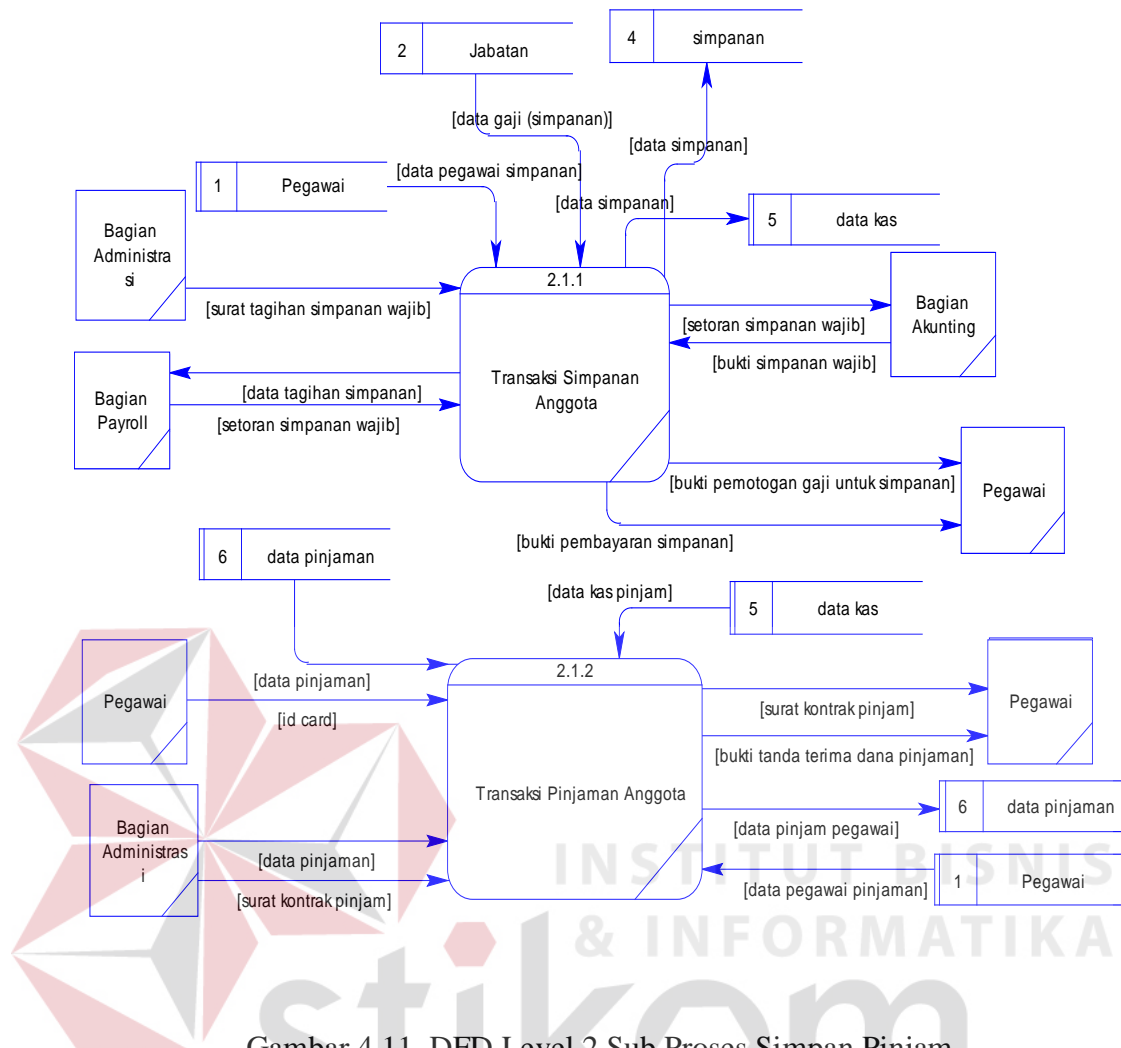 2 Jabatan
4 simpanan
[data gaji (simpanan)]
[data simpanan]
1 Pegawai
[data pegawai simpanan]
[data simpanan]
5 data kas
Bagian
Administra
si
[surat tagihan simpanan wajib]
2.1.1
Transaksi Simpanan
Anggota
[setoran simpanan wajib]
[bukti simpanan wajib]
Bagian
Akunting
Bagian
Payroll
[data tagihan simpanan]
[setoran simpanan wajib]
[bukti pemotogan gaji untuk simpanan]
[bukti pembayaran simpanan]
Pegawai
6 data pinjaman
[data kas pinjam]
5 data kas
Pegawai
[data pinjaman]
[id card]
2.1.2
Transaksi Pinjaman Anggota
[surat kontrak pinjam]
[bukti tanda terima dana pinjaman]
Pegawai
Bagian
Administras
i
[data pinjaman]
[surat kontrak pinjam]
[data pinjam pegawai]
6 data pinjaman
[data pegawai pinjaman]
1 Pegawai
INSTITUT BISNIS
& INFORMATIKA
stikom
Gambar 4.11 DFD Level 2 Sub Proses Simpan Pinjam